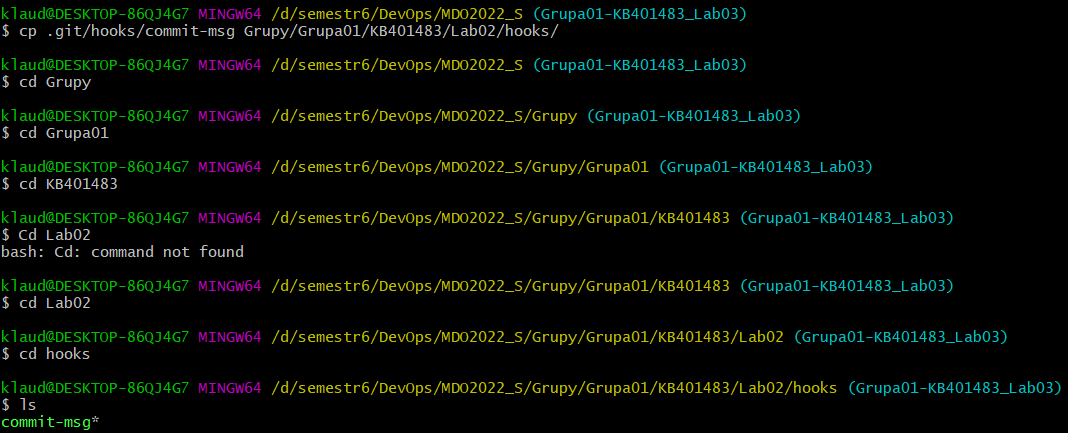 klaud@DESKTOP-86QJ4G7 MINGW64 /d/semestr6/DevOps/MDO2022_S (Grupa01-KB401483_Lab03)
$ cp .git/hooks/commit-msg Grupy/Grupa01/KB401483/Lab02/hooks/
klaud@DESKTOP-86QJ4G7 MINGW64 /d/semestr6/DevOps/MDO2022_S (Grupa01-KB401483_Lab03)
$ cd Grupy
klaud@DESKTOP-86QJ4G7 MINGW64 /d/semestr6/DevOps/MDO2022_S/Grupy (Grupa01-KB401483_Lab03)
$ cd Grupa01
klaud@DESKTOP-86QJ4G7 MINGW64 /d/semestr6/DevOps/MDO2022_S/Grupy/Grupa01 (Grupa01-KB401483_Lab03)
$ cd KB401483
klaud@DESKTOP-86QJ4G7 MINGW64 /d/semestr6/DevOps/MDO2022_S/Grupy/Grupa01/KB401483 (Grupa01-KB401483_Lab03)
$ Cd Lab02
bash: Cd: command not found
klaud@DESKTOP-86QJ4G7 MINGW64 /d/semestr6/DevOps/MDO2022_S/Grupy/Grupa01/KB401483 (Grupa01-KB401483_Lab03)
$ cd Lab02
klaud@DESKTOP-86QJ4G7 MINGW64 /d/semestr6/DevOps/MDO2022_S/Grupy/Grupa01/KB401483/Lab02 (Grupa01-KB401483_Lab03)
$ cd hooks
klaud@DESKTOP-86QJ4G7 MINGW64 /d/semestr6/DevOps/MDO2022_S/Grupy/Grupa01/KB401483/Lab02/hooks (Grupa01-KB401483_Lab03)
$ ls
commit-msg*